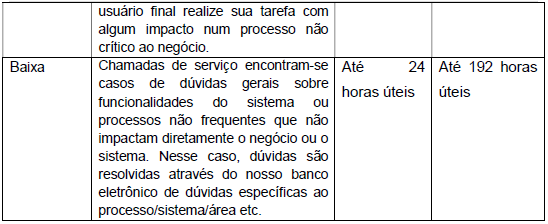 usuário final realize sua tarefa com
algum impacto num processo não
crítico ao negócio.
Baixa
Chamadas de serviço encontram-se
casos de dúvidas gerais sobre
funcionalidades do sistema ou
processos não frequentes que não
impactam diretamente o negócio ou o
sistema. Nesse caso, dúvidas são
resolvidas através do nosso banco
eletrônico de dúvidas específicas ao
processo/sistema/área etc.
Até 24
horas úteis
Até 192 horas
úteis